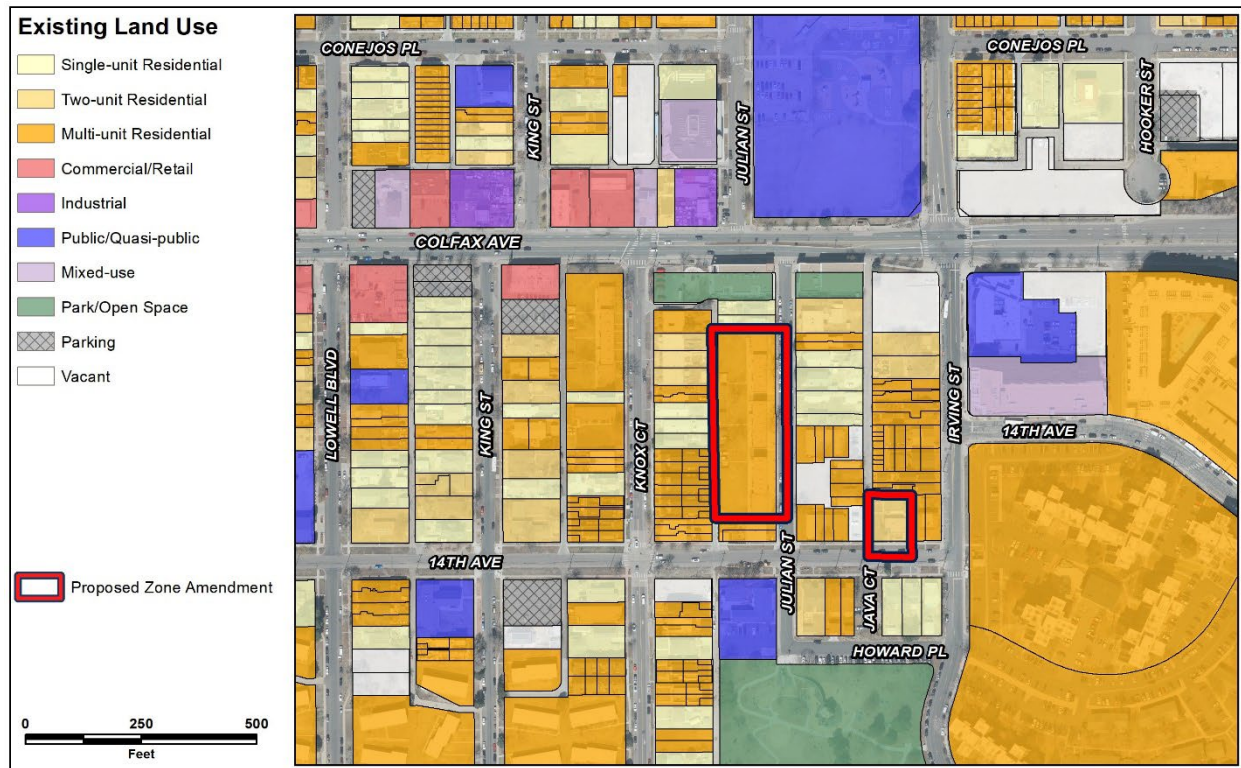 Existing Land Use
Single-unit Residential
Two-unit Residential
Multi-unit Residential
Commercial/Retail
Industrial
Public/Quasi-public
Mixed-use
Park/Open Space
Parking
Vacant
Proposed Zone Amendment
0 250 500
Feet
CONEJOS PL
CONEJOS PL
KING ST
JULIAN ST
HOOKER ST
COLFAX AVE
LOWELL BLVD
KING ST
KNOX CT
IRVING ST
14TH AVE
14TH AVE
JULIAN ST
JAVA CT
HOWARD PL